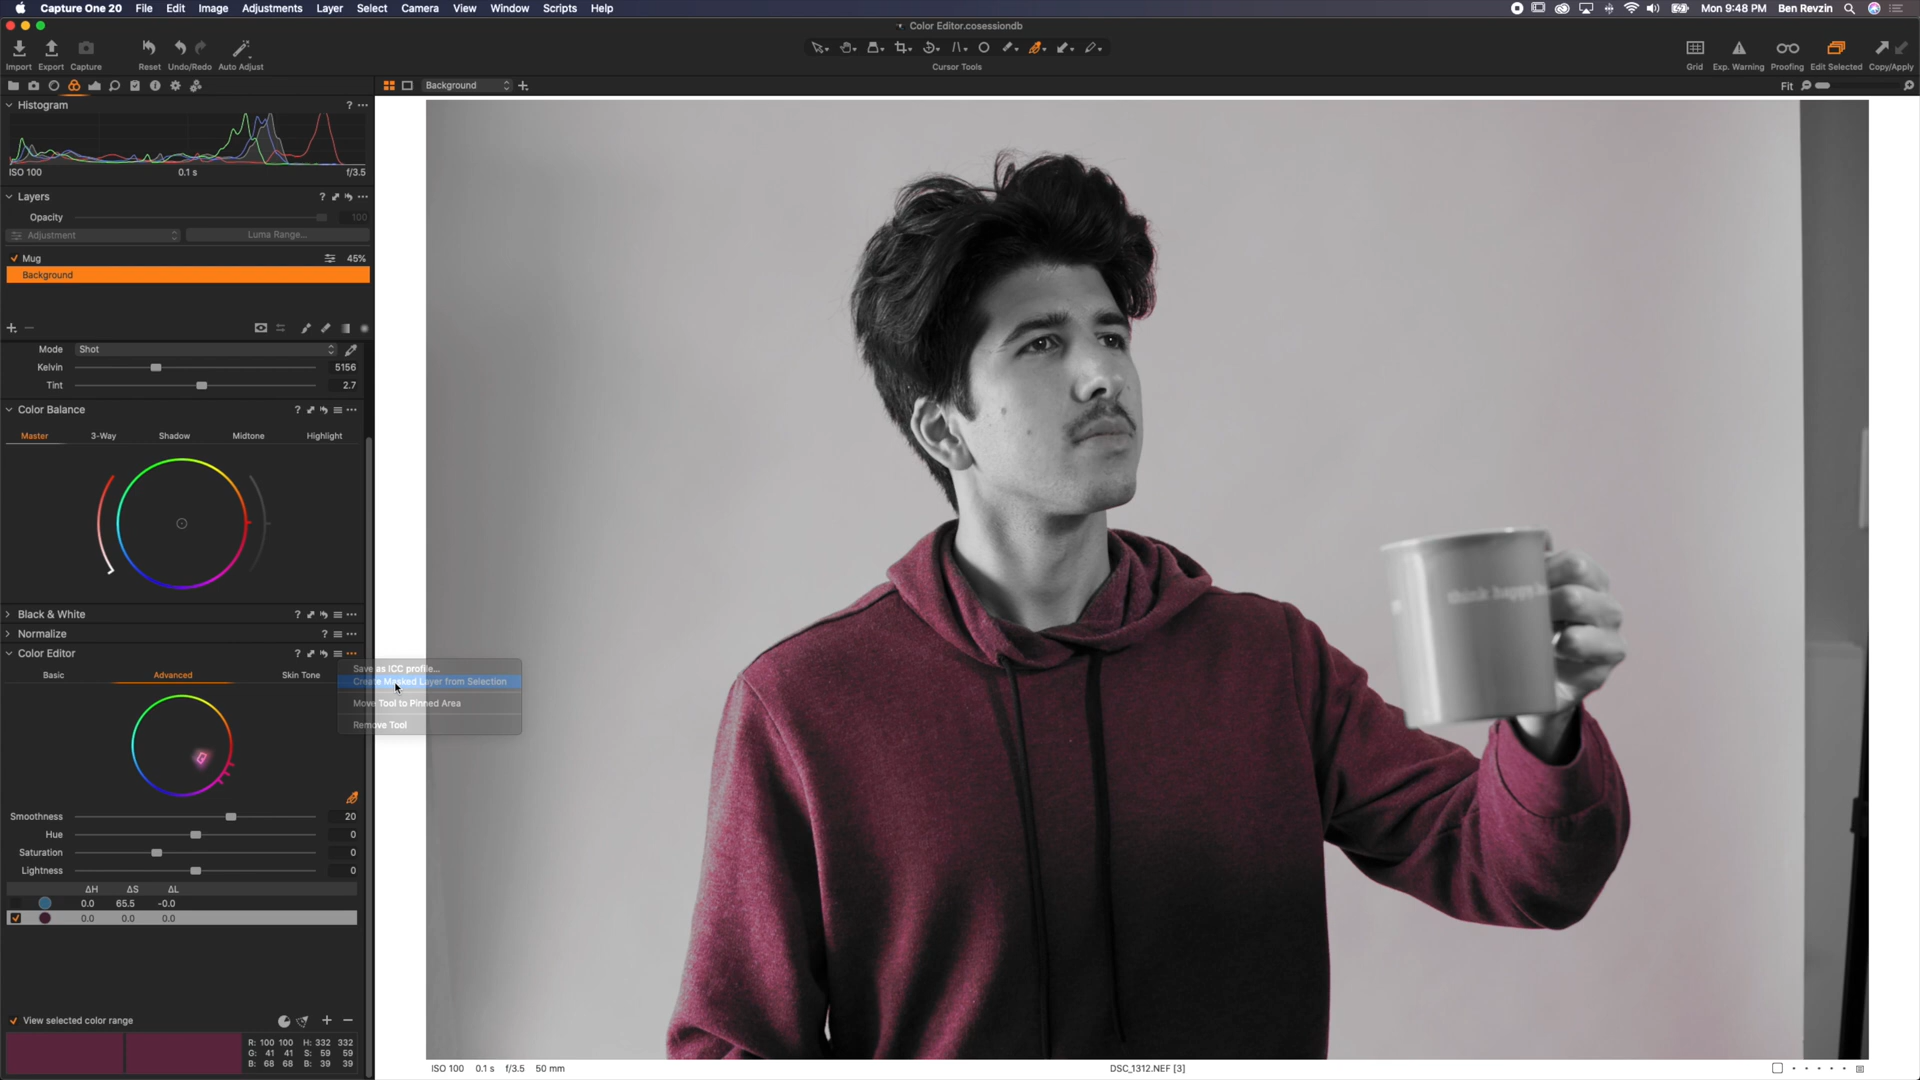 Capture One 20 File Edit Image Adjustments Layer Select Camera View Window Scripts Help Mon 9:48 PM Ben Revzin
Color Editor.cosessiondb
Import Export Capture Reset Undo/Redo Auto Adjust Cursor Tools Grid Exp. Warning Proofing Edit Selected Copy/Apply
Background Fit
Histogram ?
ISO 100 0.1 s f/3.5
Layers ?
Opacity 100
Adjustment Luma Range...
Mug 45%
Background
Mode Shot
Kelvin 5156
Tint 2.7
Color Balance ?
Master 3-Way Shadow Midtone Highlight
think happy
Black & White ?
Normalize ?
Color Editor ?
Basic Advanced Skin Tone
Save as ICC profile...
Create Masked Layer from Selection
Move Tool to Pinned Area
Remove Tool
Smoothness 20
Hue 0
Saturation 0
Lightness 0
ΔH ΔS ΔL
0.0 65.5 -0.0
0.0 0.0 0.0
View selected color range
R: 100 100 H: 332 332
G: 41 41 S: 59 59
B: 68 68 B: 39 39
ISO 100 0.1 s f/3.5 50 mm DSC_1312.NEF [3]